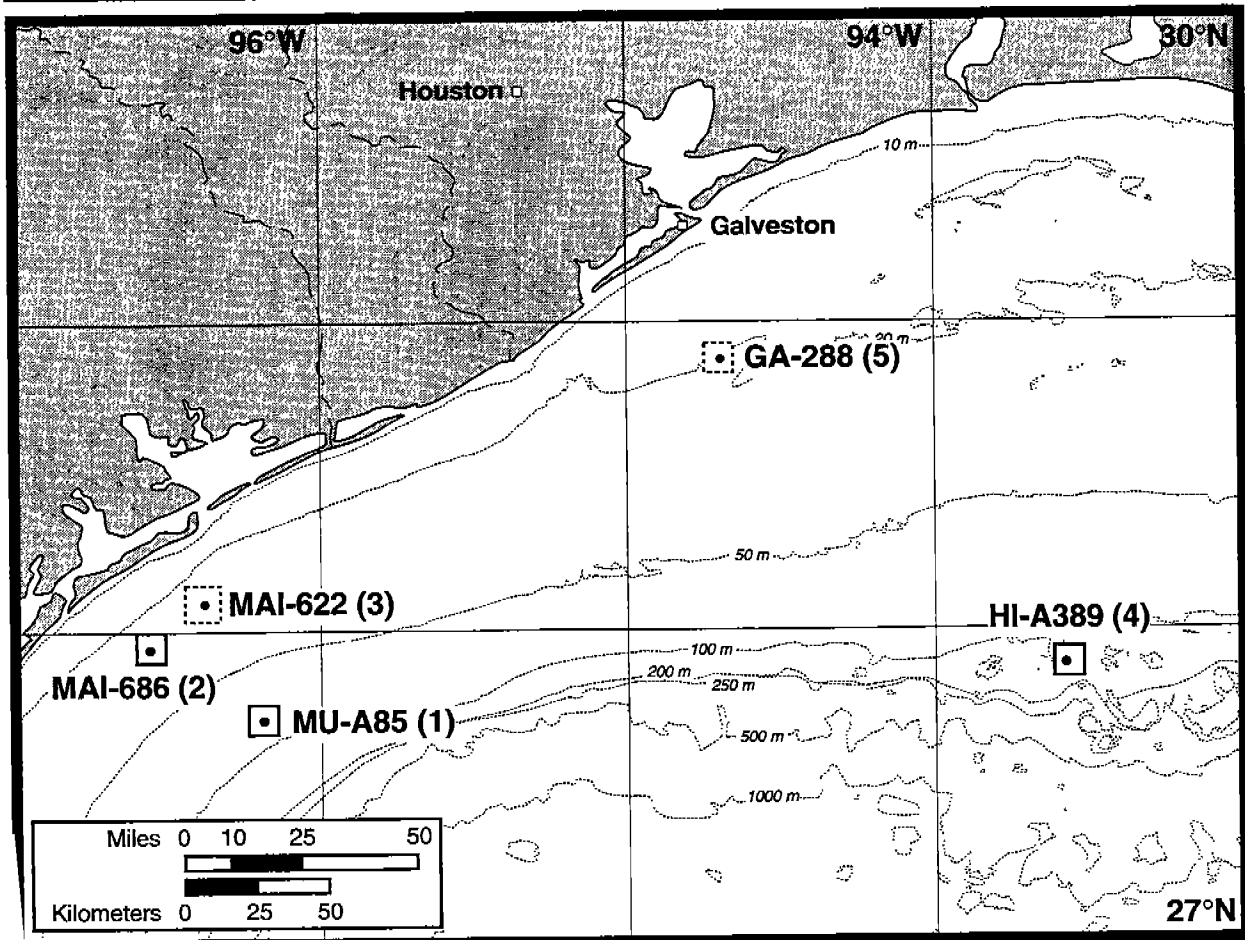 96°W
94°W
30°N
Houston
10 m
Galveston
20 m
GA-288 (5)
50 m
MAI-622 (3)
HI-A389 (4)
100 m
MAI-686 (2)
200 m
250 m
MU-A85 (1)
500 m
1000 m
Miles 0 10 25 50
Kilometers 0 25 50
27°N